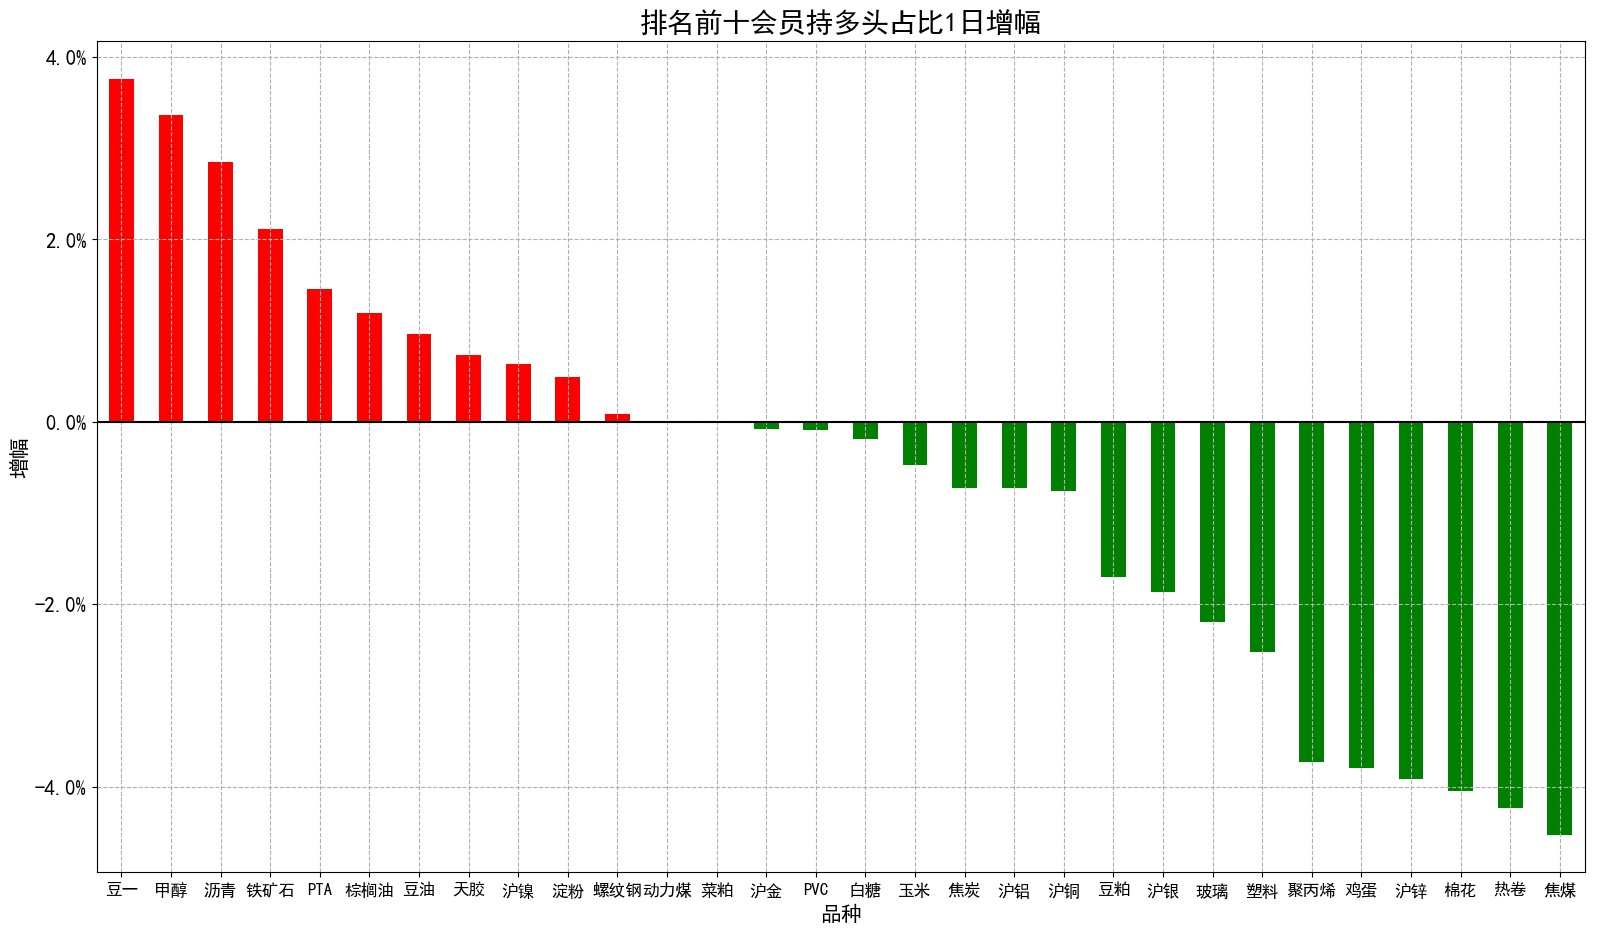 排名前十会员持多头占比1日增幅
4.0%
2.0%
0.0%
-2.0%
-4.0%
增幅
豆一 甲醇 沥青 铁矿石 PTA 棕榈油 豆油 天胶 沪镍 淀粉 螺纹钢 动力煤 菜粕 沪金 PVC 白糖 玉米 焦炭 沪铝 沪铜 豆粕 沪银 玻璃 塑料 聚丙烯 鸡蛋 沪锌 棉花 热卷 焦煤
品种